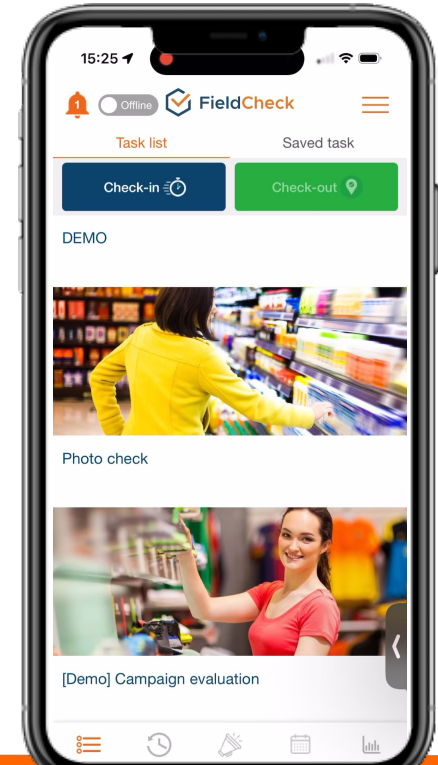 15:25
1
Offline
FieldCheck
Task list
Saved task
Check-in
Check-out
DEMO
Photo check
[Demo] Campaign evaluation